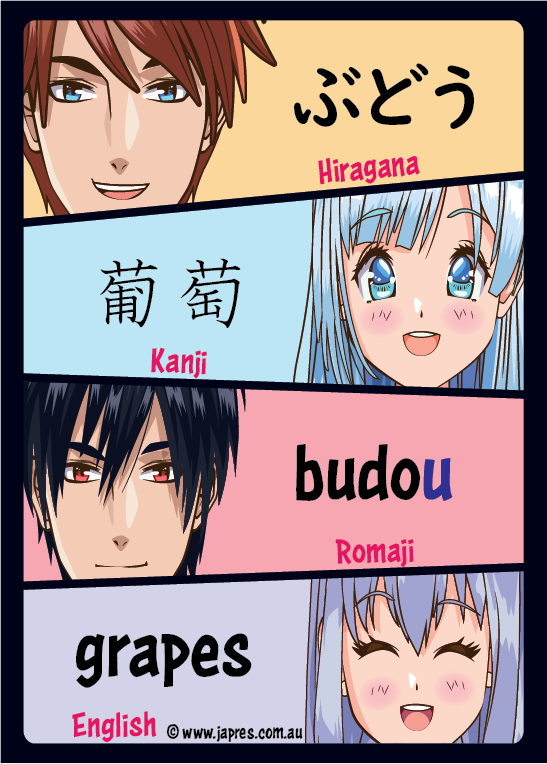 ぶどう
Hiragana
葡萄
Kanji
budou
Romaji
grapes
English © www.japres.com.au